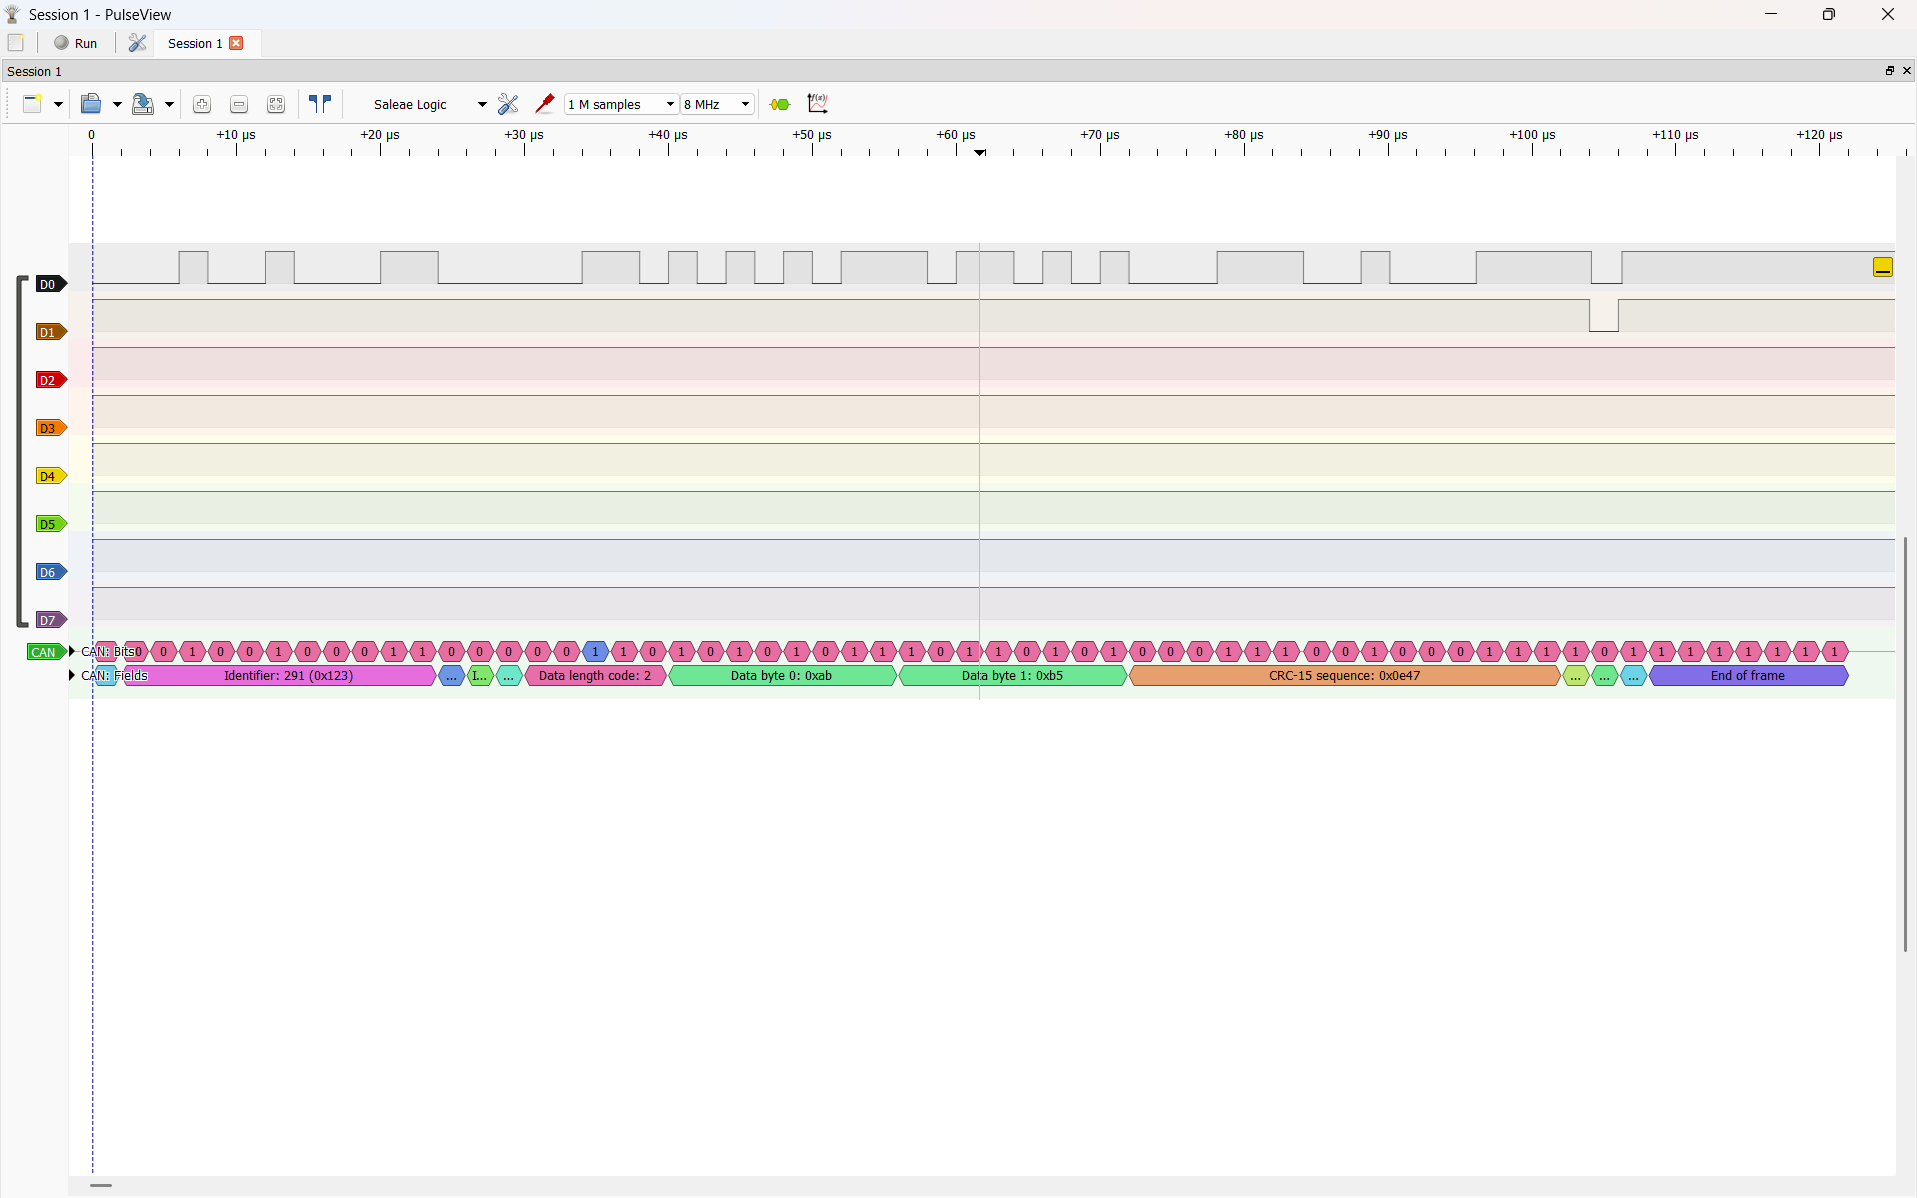 Session 1 - PulseView
Run Session 1
Session 1
Saleae Logic 1 M samples 8 MHz f(x)
0 +10 µs +20 µs +30 µs +40 µs +50 µs +60 µs +70 µs +80 µs +90 µs +100 µs +110 µs +120 µs
D0
D1
D2
D3
D4
D5
D6
D7
CAN CAN: Bits 0 0 1 0 0 1 0 0 0 1 1 0 0 0 0 0 1 1 0 1 0 1 0 1 0 1 1 1 0 1 1 0 1 0 1 0 0 0 1 1 1 0 0 1 0 0 0 1 1 1 1 0 1 1 1 1 1 1 1 1
CAN: Fields Identifier: 291 (0x123) ... I... ... Data length code: 2 Data byte 0: 0xab Data byte 1: 0xb5 CRC-15 sequence: 0x0e47 ... ... ... End of frame